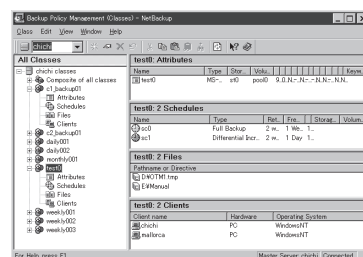 Backup Policy Management (Classes) - NetBackup
Class Edit View Window Help
chichi
All Classes
chichi classes
Composite of all classes
c1_backup01
Attributes
Schedules
Files
Clients
c2_backup01
daily001
daily002
monthly001
test0
Attributes
Schedules
Files
Clients
weekly001
weekly002
weekly003
test0: Attributes
Name Type Stor... Volu... Keyw...
test0 MS-... st0 pool0
test0: 2 Schedules
Name Type Ret... Fre... Storag... Volum...
sc0 Full Backup 2 w... 1 We... 1...
sc1 Differential Incr... 2 w... 1 Day 1...
test0: 2 Files
Pathname or Directive
D¥OTM1.tmp
E¥Manual
test0: 2 Clients
Client name Hardware Operating System
chichi PC WindowsNT
mallorca PC WindowsNT
For Help, press F1
Master Server: chichi Connected